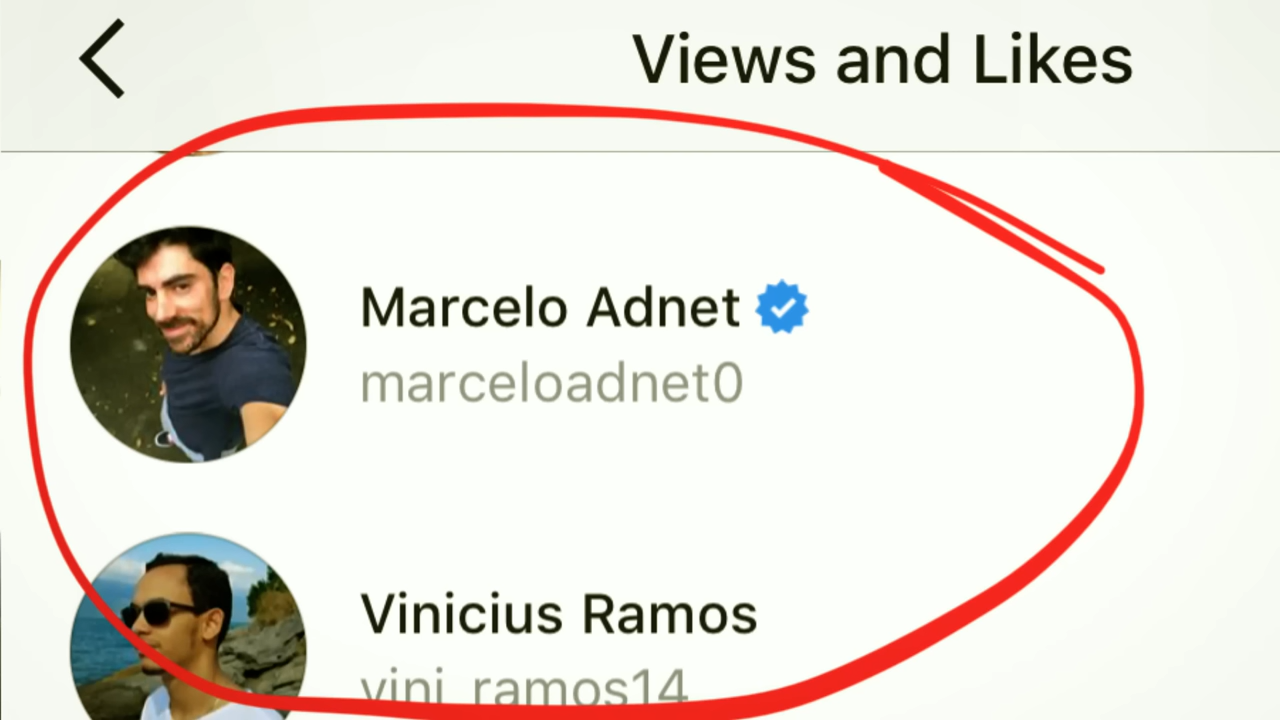 Views and Likes
Marcelo Adnet
marceloadnet0
Vinicius Ramos
vini_ramos14